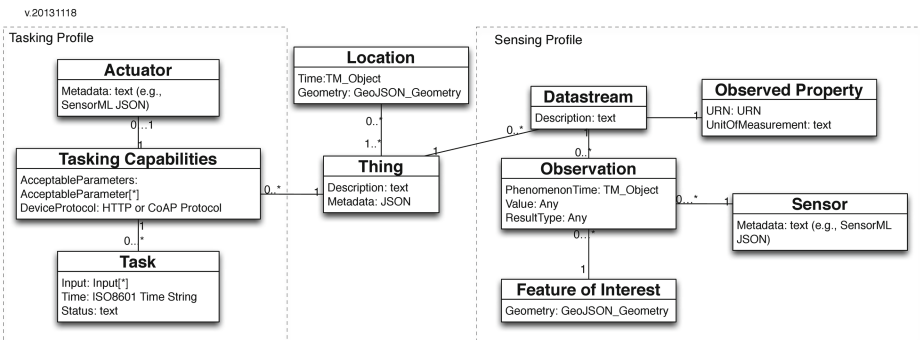 v.20131118
Tasking Profile
Sensing Profile
Actuator
Metadata: text (e.g.,
SensorML JSON)
0...1
1
Tasking Capabilities
AcceptableParameters:
AcceptableParameter[*]
DeviceProtocol: HTTP or CoAP Protocol
1
0..*
Task
Input: Input[*]
Time: ISO8601 Time String
Status: text
0..*
1
Location
Time:TM_Object
Geometry: GeoJSON_Geometry
0..*
1..*
Thing
Description: text
Metadata: JSON
1
0..*
Datastream
Description: text
1
Observed Property
URN: URN
UnitOfMeasurement: text
1
0..*
Observation
PhenomenonTime: TM_Object
Value: Any
ResultType: Any
0...*
1
Sensor
Metadata: text (e.g., SensorML
JSON)
0...*
1
Feature of Interest
Geometry: GeoJSON_Geometry